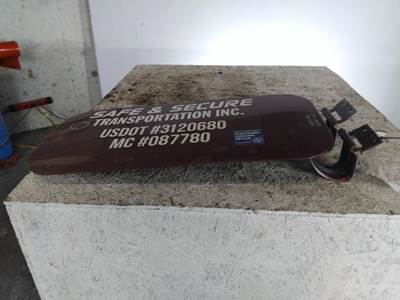 SAFE & SECURE
TRANSPORTATION INC.
USDOT #3120680
MC #087780